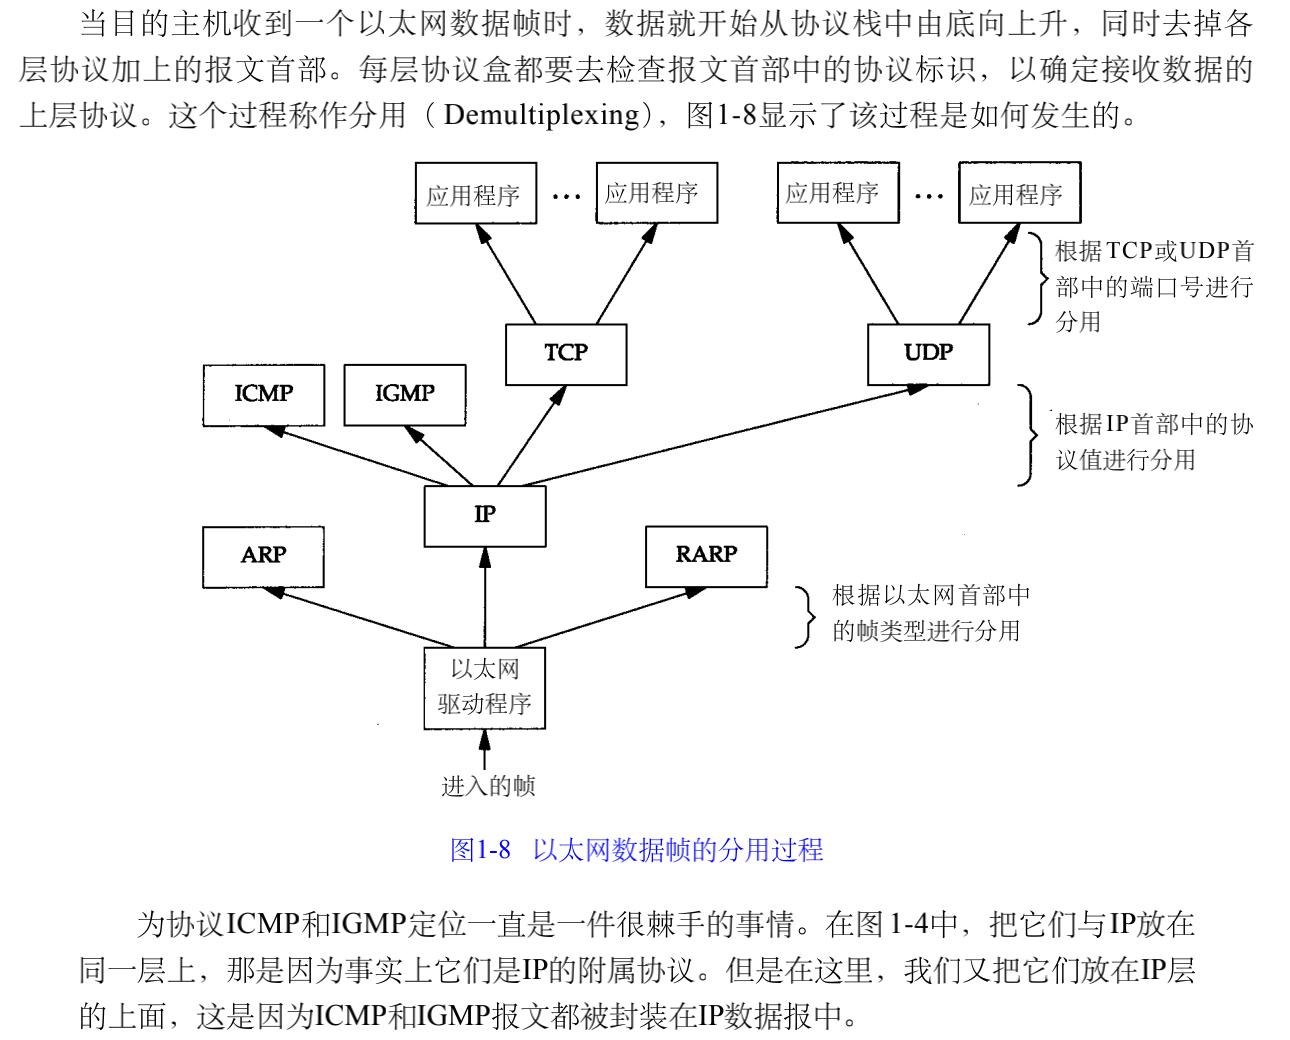 当目的主机收到一个以太网数据帧时，数据就开始从协议栈中由底向上升，同时去掉各
层协议加上的报文首部。每层协议盒都要去检查报文首部中的协议标识，以确定接收数据的
上层协议。这个过程称作分用（Demultiplexing），图1-8显示了该过程是如何发生的。
应用程序 … 应用程序 应用程序 … 应用程序
根据TCP或UDP首
部中的端口号进行
分用
TCP UDP
ICMP IGMP
根据IP首部中的协
议值进行分用
IP
ARP RARP
根据以太网首部中
的帧类型进行分用
以太网
驱动程序
进入的帧
图1-8 以太网数据帧的分用过程
为协议ICMP和IGMP定位一直是一件很棘手的事情。在图1-4中，把它们与IP放在
同一层上，那是因为事实上它们是IP的附属协议。但是在这里，我们又把它们放在IP层
的上面，这是因为ICMP和IGMP报文都被封装在IP数据报中。